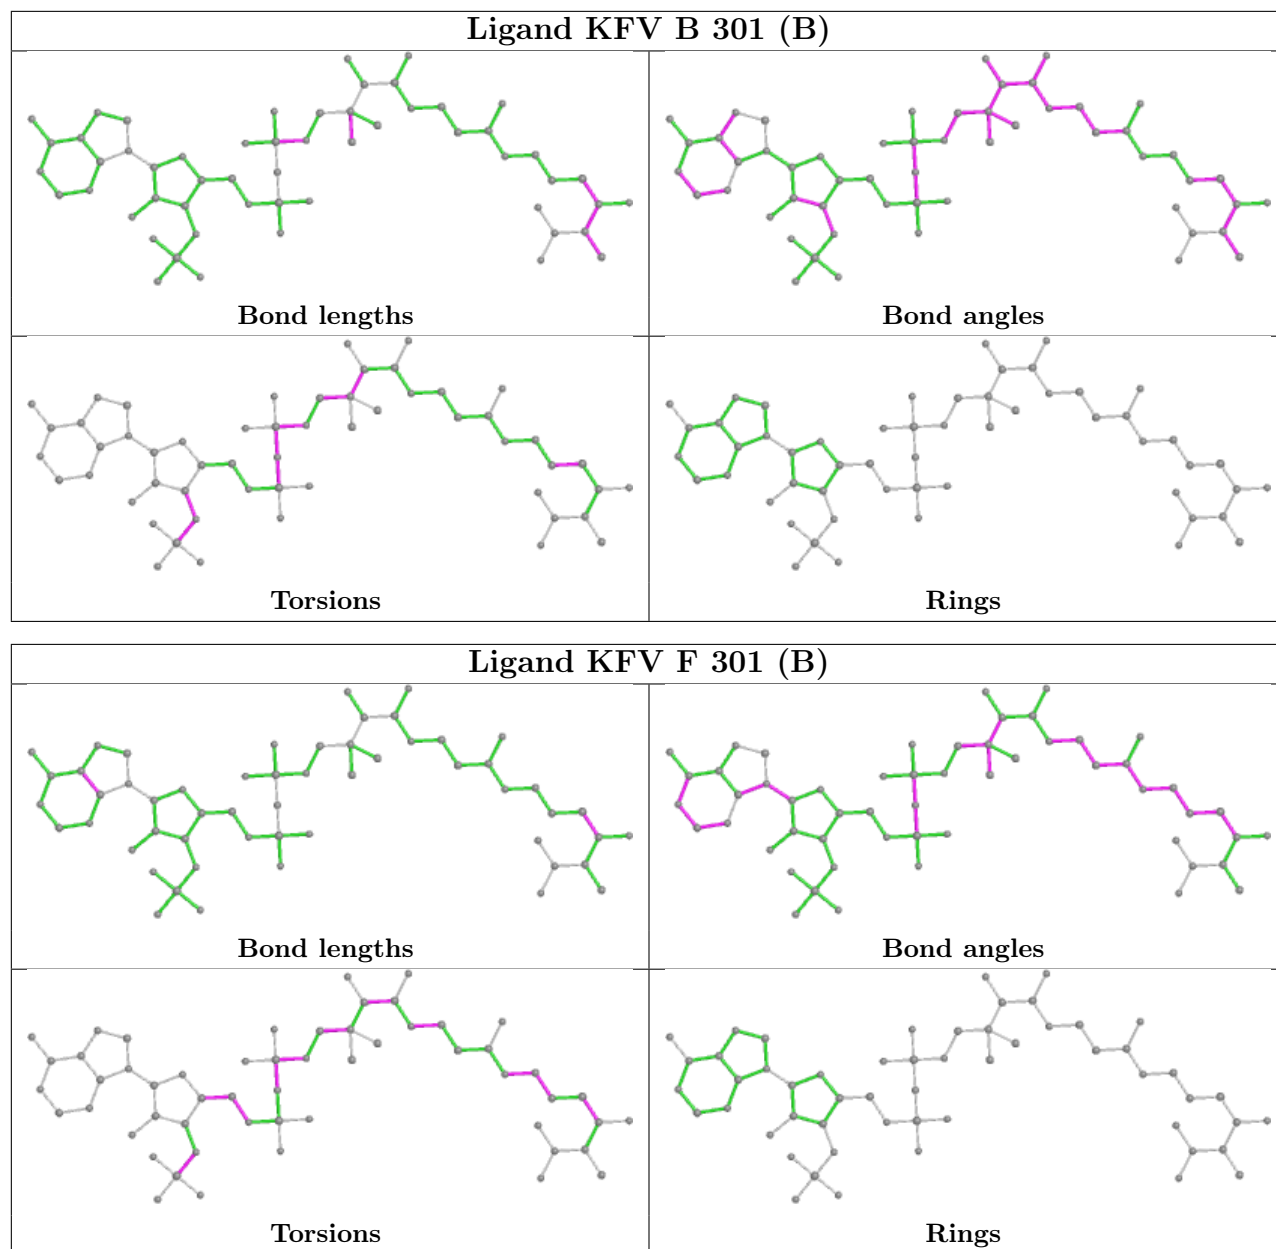 Ligand KFV B 301 (B)
Bond lengths
Bond angles
Torsions
Rings
Ligand KFV F 301 (B)
Bond lengths
Bond angles
Torsions
Rings